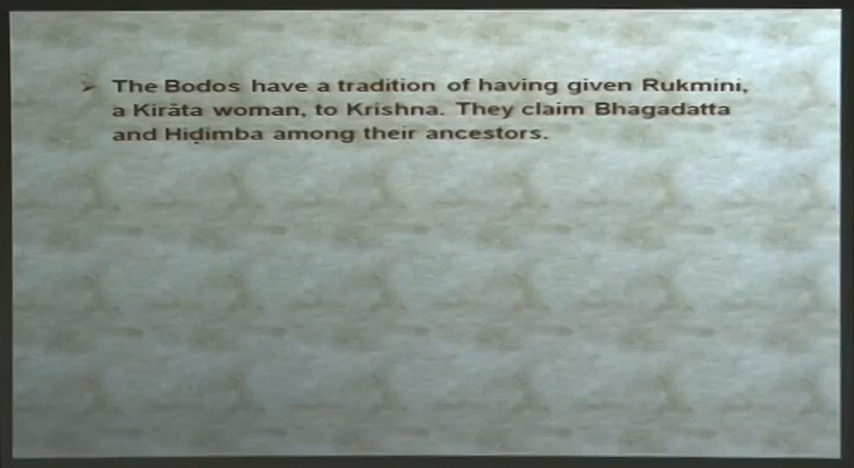 ➢ The Bodos have a tradition of having given Rukmini,
a Kirāta woman, to Krishna. They claim Bhagadatta
and Hiḍimba among their ancestors.